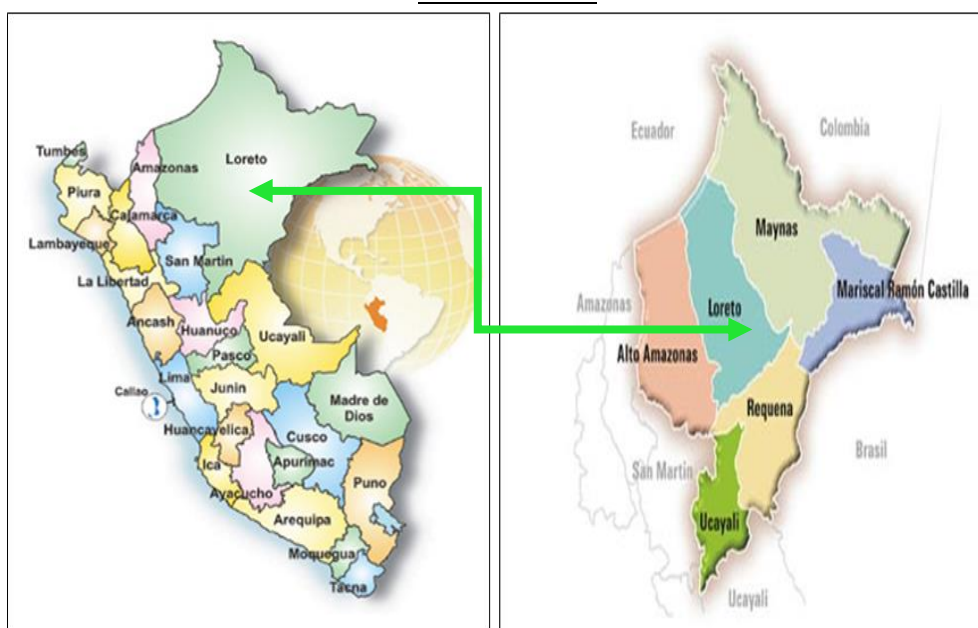 Tumbes
Piura
Amazonas
Loreto
Cajamarca
Lambayeque
San Martin
La Libertad
Ancash
Huanuço
Ucayali
Pasco
Lima
Callao
Junin
Madre de
Dios
Huancavelica
Cusco
Ica
Apurimac
Ayacucho
Puno
Arequipa
Moquegua
Tacna
Ecuador
Colombia
Maynas
Amazonas
Loreto
Mariscal Ramón Castilla
Alto Amazonas
Requena
Brasil
San Martin
Ucayali
Ucayali